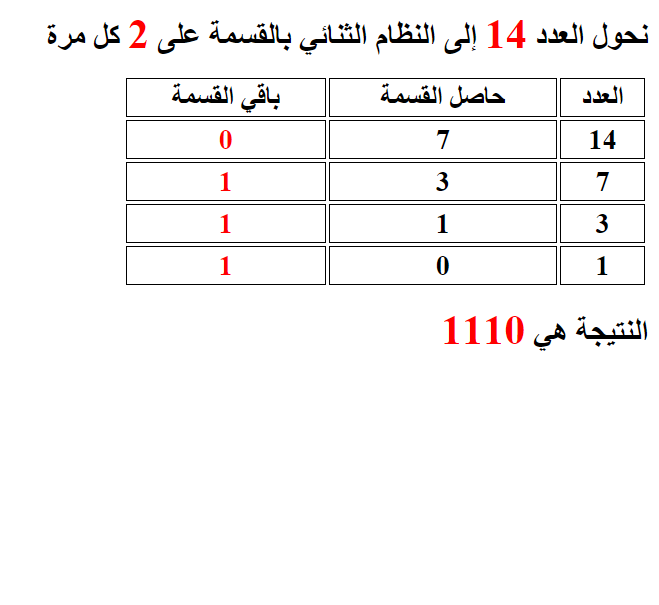 نحول العدد 14 إلى النظام الثنائي بالقسمة على 2 كل مرة
العدد حاصل القسمة باقي القسمة
14 7 0
7 3 1
3 1 1
1 0 1
النتيجة هي 1110